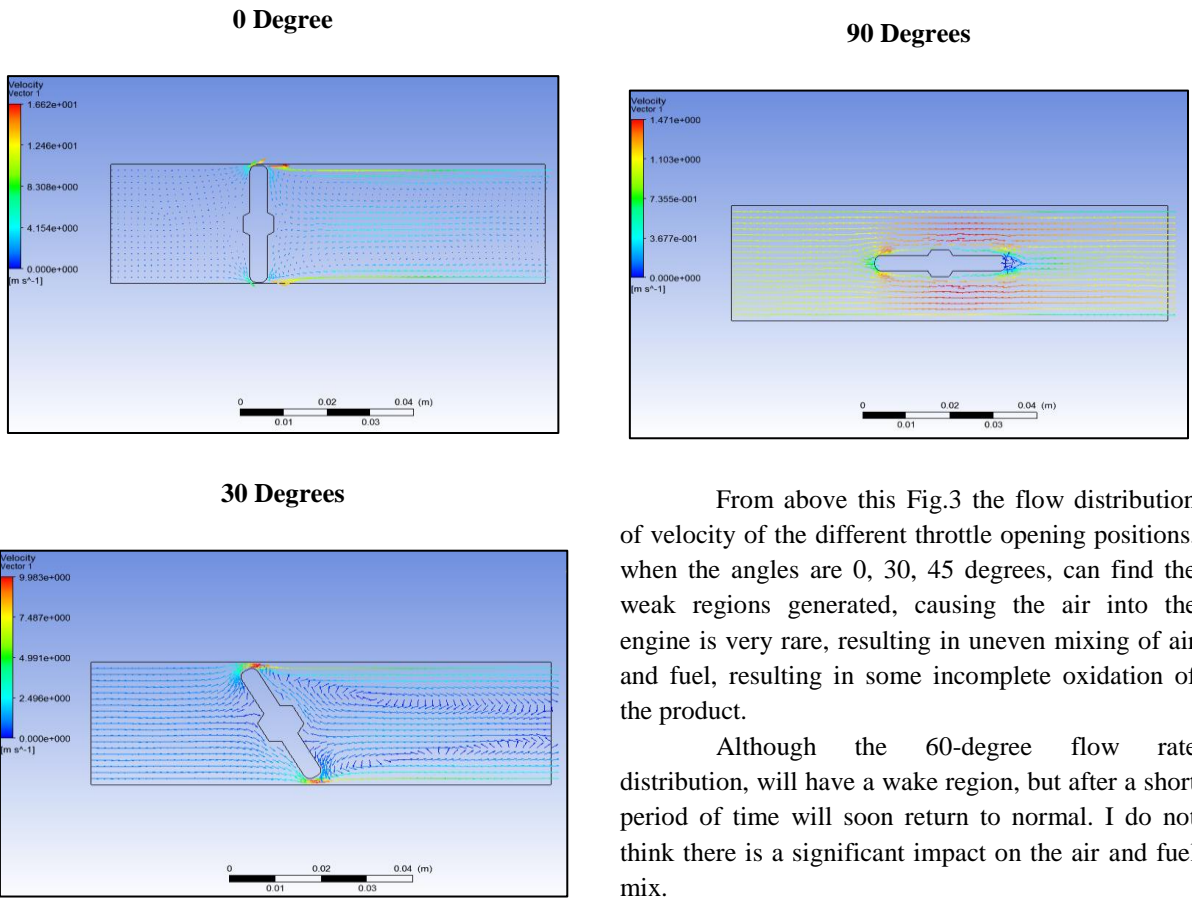 0 Degree
Velocity
Vector 1
1.662e+001
1.246e+001
8.308e+000
4.154e+000
0.000e+000
[m s^-1]
0 0.02 0.04 (m)
0.01 0.03
30 Degrees
Velocity
Vector 1
9.983e+000
7.487e+000
4.991e+000
2.496e+000
0.000e+000
[m s^-1]
0 0.02 0.04 (m)
0.01 0.03
90 Degrees
Velocity
Vector 1
1.471e+000
1.103e+000
7.355e-001
3.677e-001
0.000e+000
[m s^-1]
0 0.02 0.04 (m)
0.01 0.03
From above this Fig.3 the flow distribution
of velocity of the different throttle opening positions,
when the angles are 0, 30, 45 degrees, can find the
weak regions generated, causing the air into the
engine is very rare, resulting in uneven mixing of air
and fuel, resulting in some incomplete oxidation of
the product.
Although the 60-degree flow rate
distribution, will have a wake region, but after a short
period of time will soon return to normal. I do not
think there is a significant impact on the air and fuel
mix.